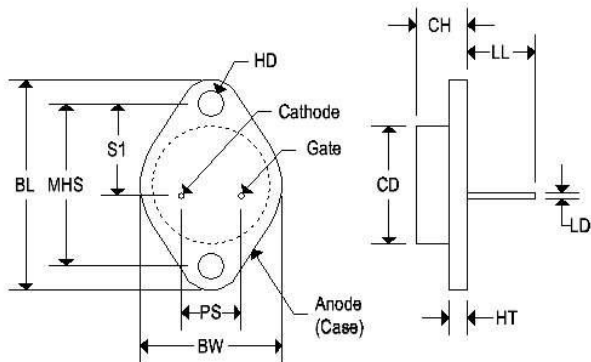 CH
LL
HD
Cathode
S1
Gate
BL
MHS
CD
LD
PS
Anode
(Case)
HT
BW